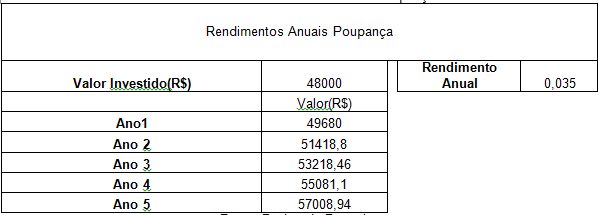 Rendimentos Anuais Poupança
Valor Investido(R$) 48000 Rendimento Anual 0,035
Valor(R$)
Ano1 49680
Ano 2 51418,8
Ano 3 53218,46
Ano 4 55081,1
Ano 5 57008,94